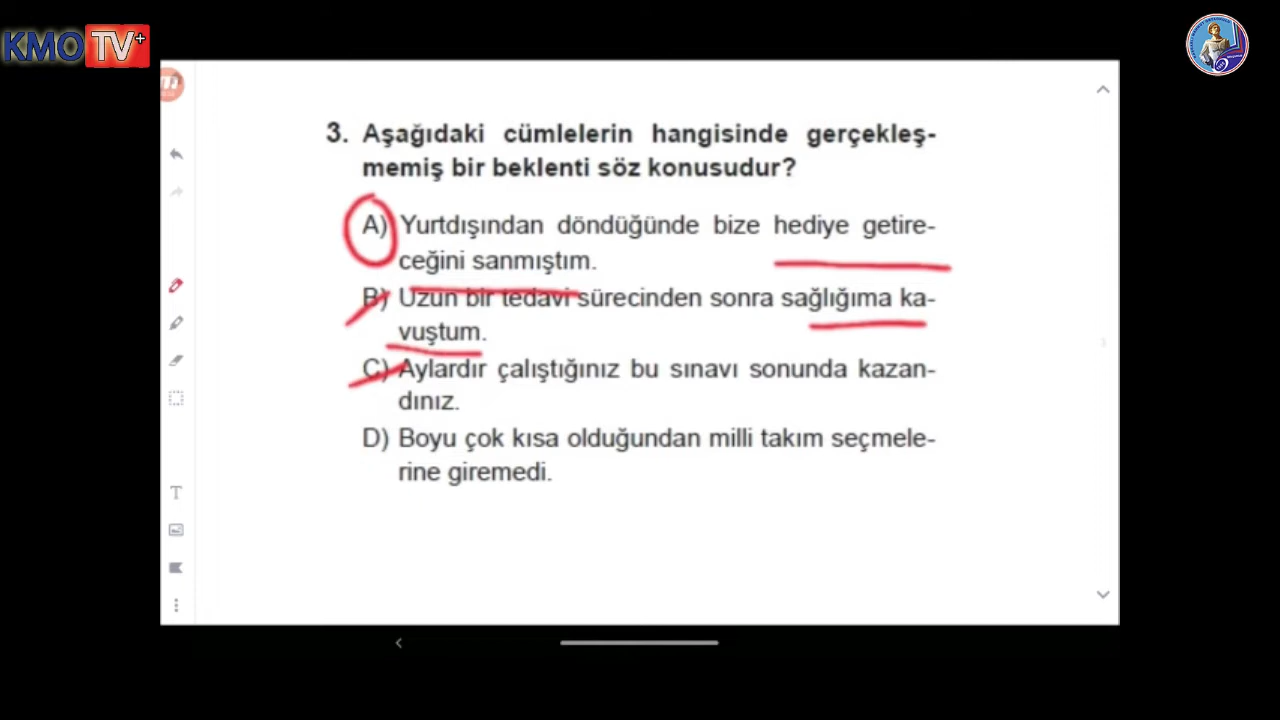 KMO TV+
3. Aşağıdaki cümlelerin hangisinde gerçekleş-
memiş bir beklenti söz konusudur?
A) Yurtdışından döndüğünde bize hediye getire-
ceğini sanmıştım.
B) Uzun bir tedavi sürecinden sonra sağlığıma ka-
vuştum.
C) Aylardır çalıştığınız bu sınavı sonunda kazan-
dınız.
D) Boyu çok kısa olduğundan milli takım seçmele-
rine giremedi.
T